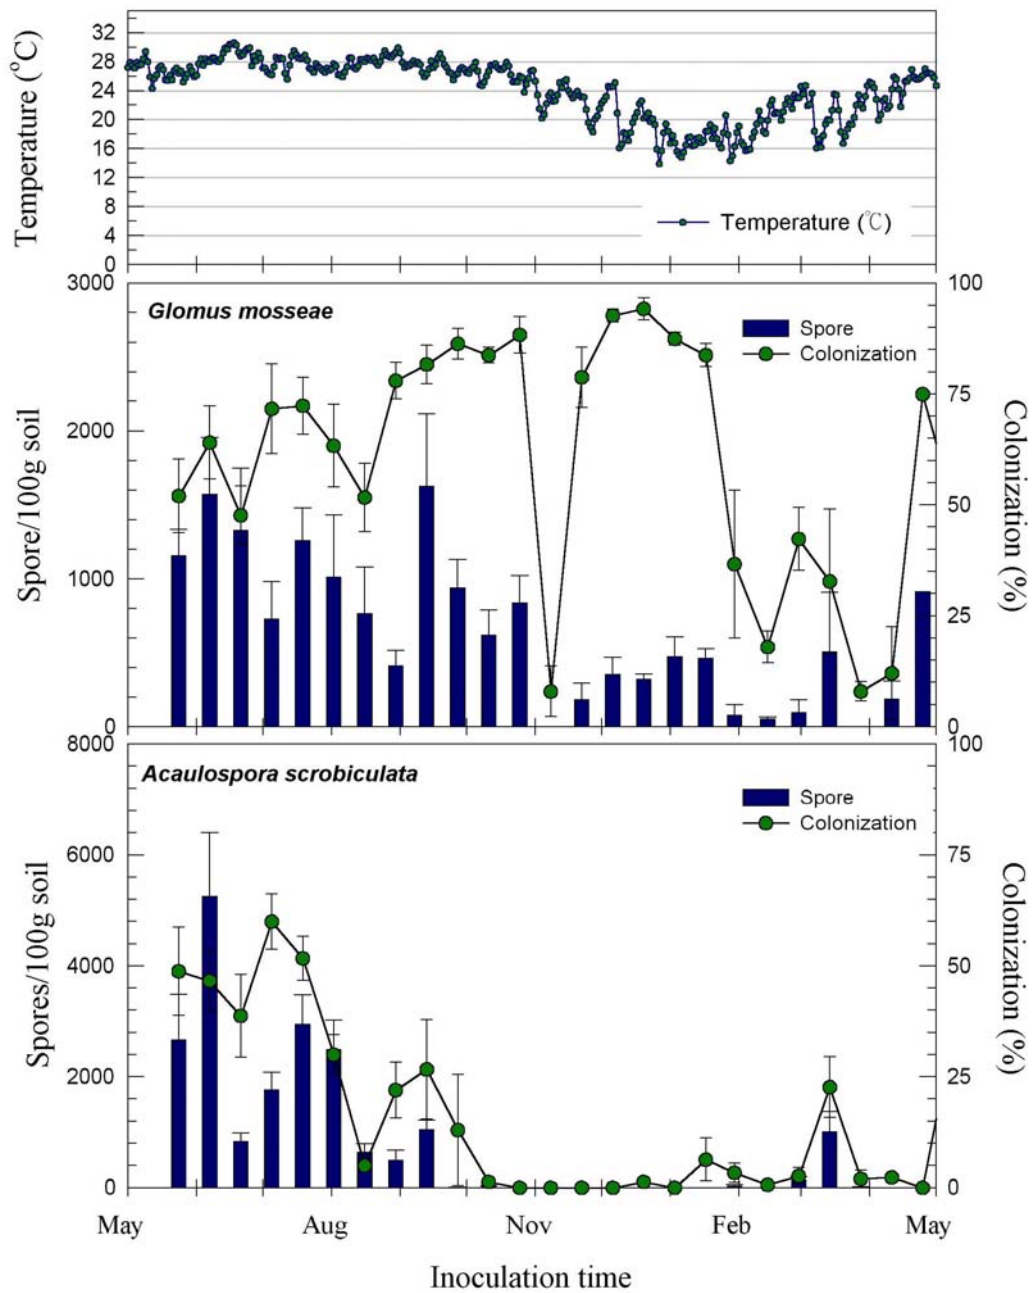 Temperature (°C)
32
28
24
20
16
12
8
4
0
Temperature (℃)
Spore/100g soil
3000
2000
1000
0
Glomus mosseae
Spore
Colonization
100
75
50
25
0
Colonization (%)
Spores/100g soil
8000
6000
4000
2000
0
Acaulospora scrobiculata
Spore
Colonization
100
75
50
25
0
Colonization (%)
May Aug Nov Feb May
Inoculation time